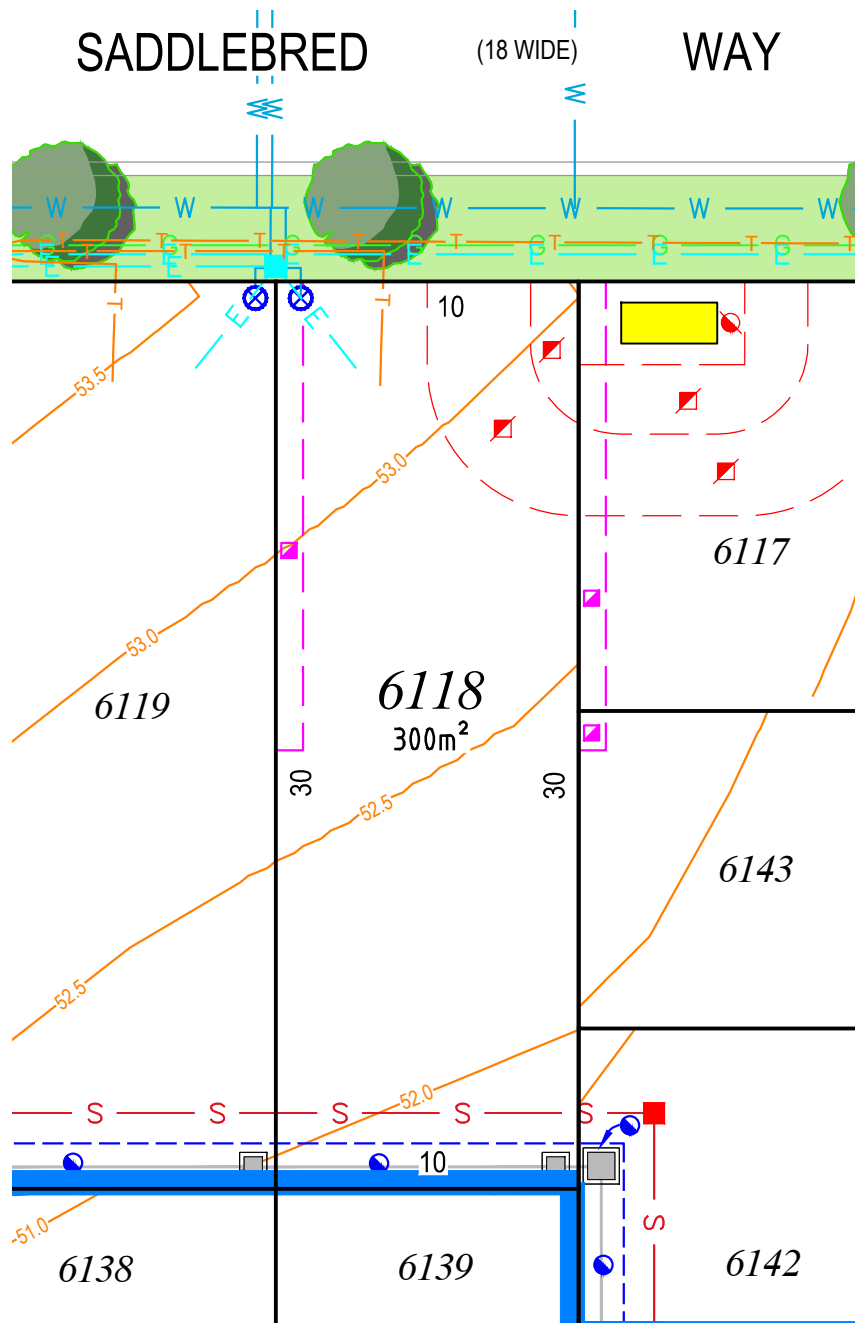 SADDLEBRED (18 WIDE) WAY
W W W
W W W W W W W
T T T T T T T
G G G G G G
T T T
E E E E E E
E E E
T E E T 10
53.5
53.0
6117
53.0
6119 6118
300m²
30 30
52.5
6143
52.5
52.0
S S S S S
10
S
51.0
6138 6139 6142